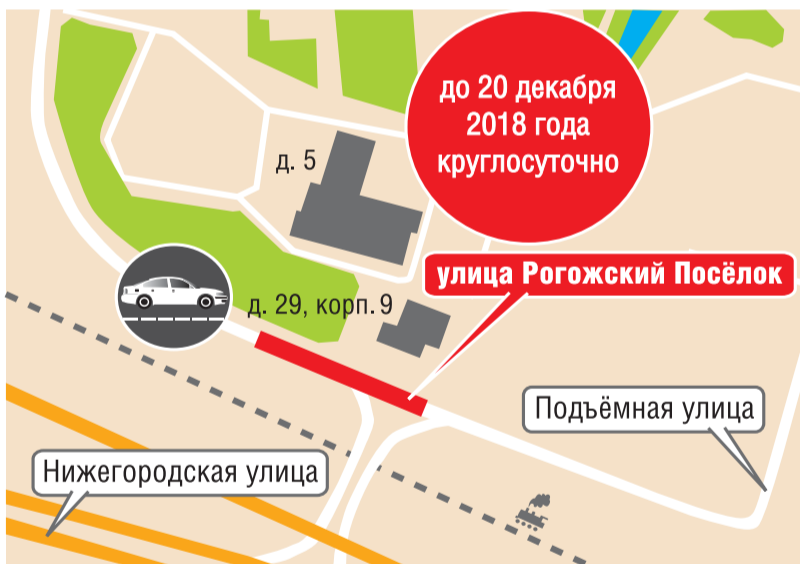 до 20 декабря
2018 года
круглосуточно
д. 5
улица Рогожский Посёлок
д. 29, корп. 9
Подъёмная улица
Нижегородская улица